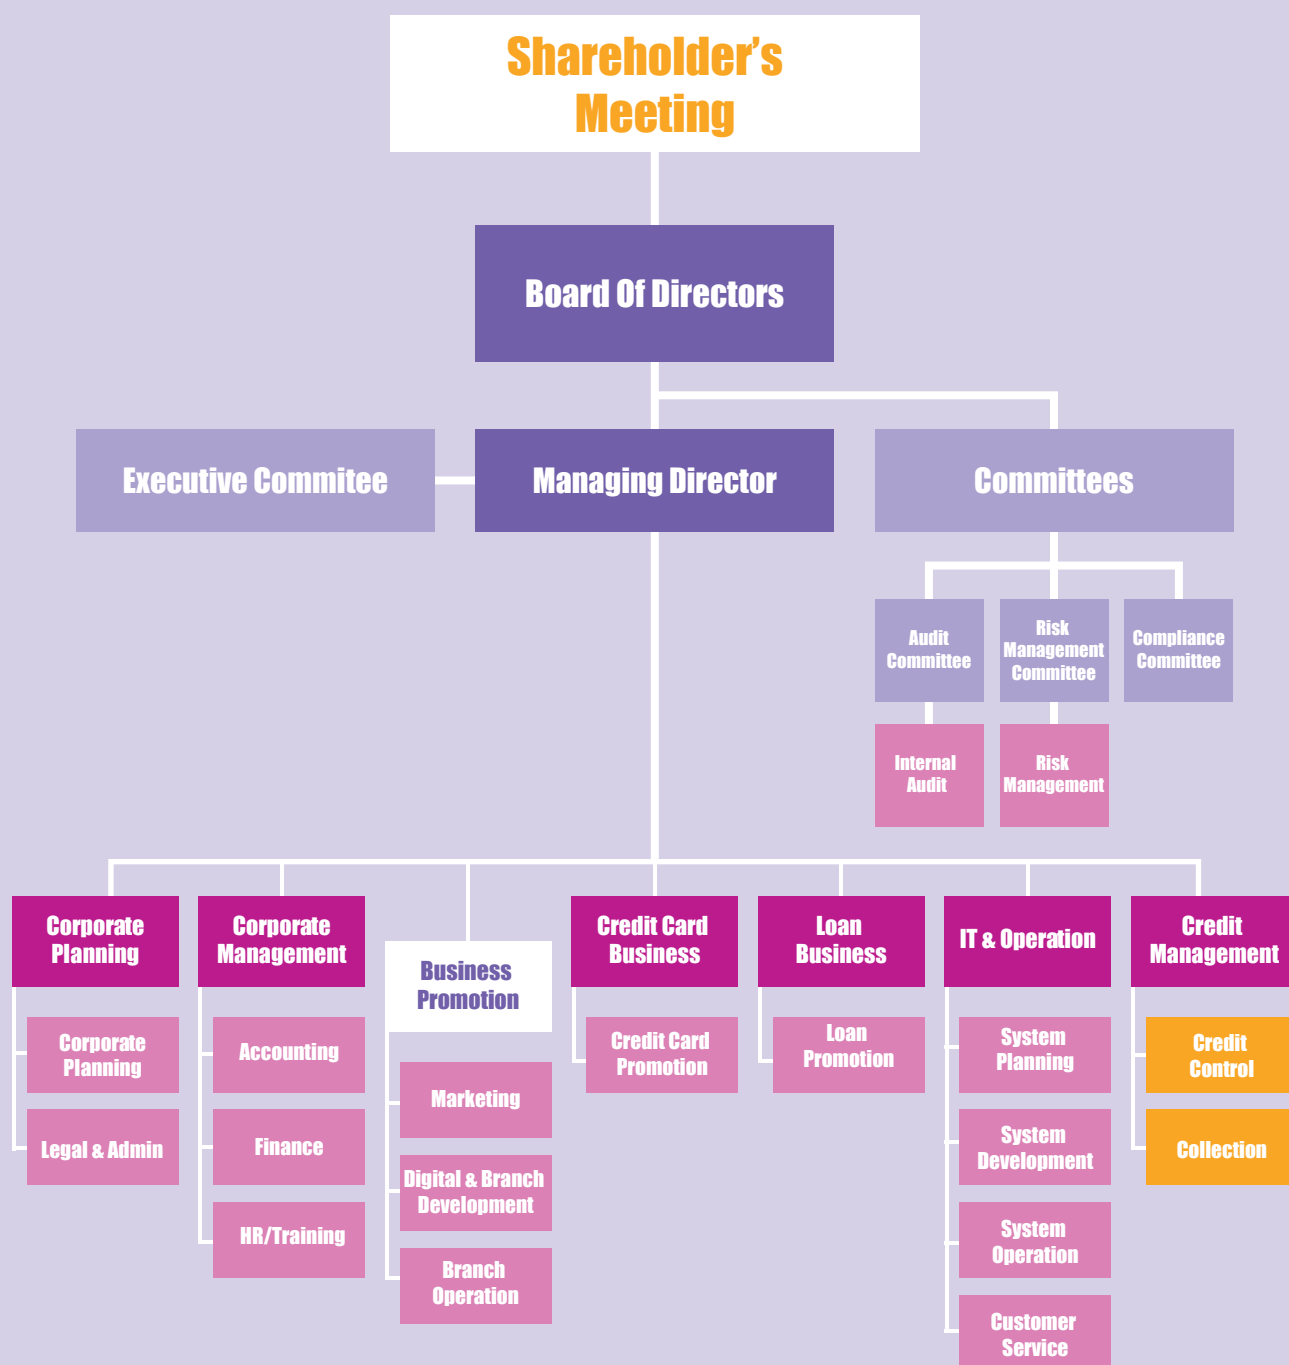 Shareholder's
Meeting
Board Of Directors
Executive Commitee
Managing Director
Committees
Audit
Committee
Risk
Management
Committee
Compliance
Committee
Internal
Audit
Risk
Management
Corporate
Planning
Corporate
Planning
Legal & Admin
Corporate
Management
Accounting
Finance
HR/Training
Business
Promotion
Marketing
Digital & Branch
Development
Branch
Operation
Credit Card
Business
Credit Card
Promotion
Loan
Business
Loan
Promotion
IT & Operation
System
Planning
System
Development
System
Operation
Customer
Service
Credit
Management
Credit
Control
Collection